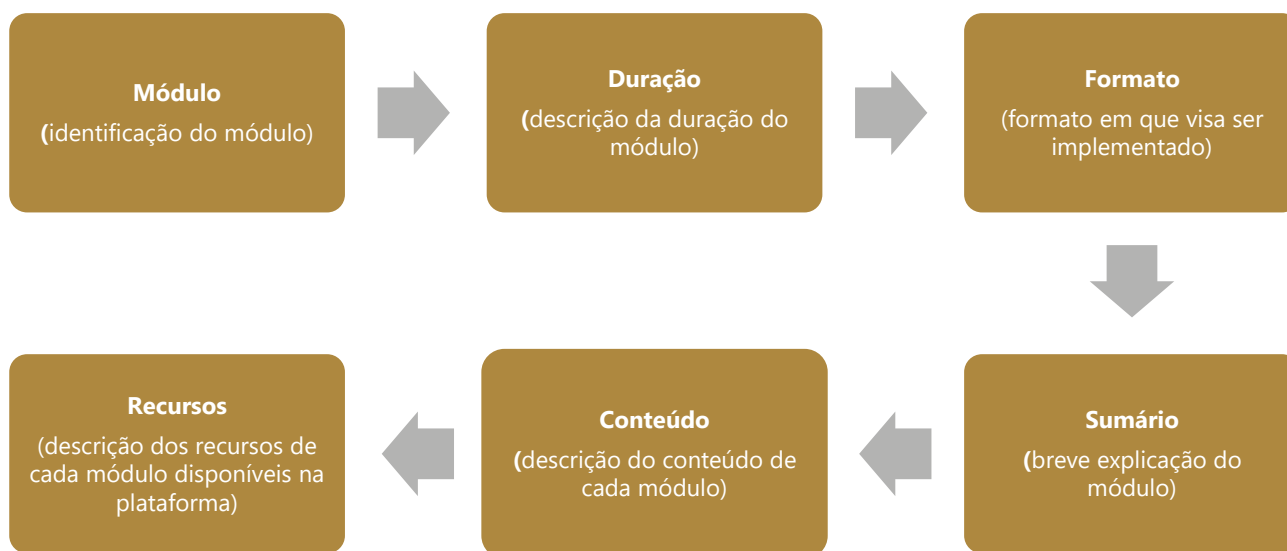 Módulo
(identificação do módulo)
Duração
(descrição da duração do
módulo)
Formato
(formato em que visa ser
implementado)
Sumário
(breve explicação do
módulo)
Conteúdo
(descrição do conteúdo de
cada módulo)
Recursos
(descrição dos recursos de
cada módulo disponíveis na
plataforma)